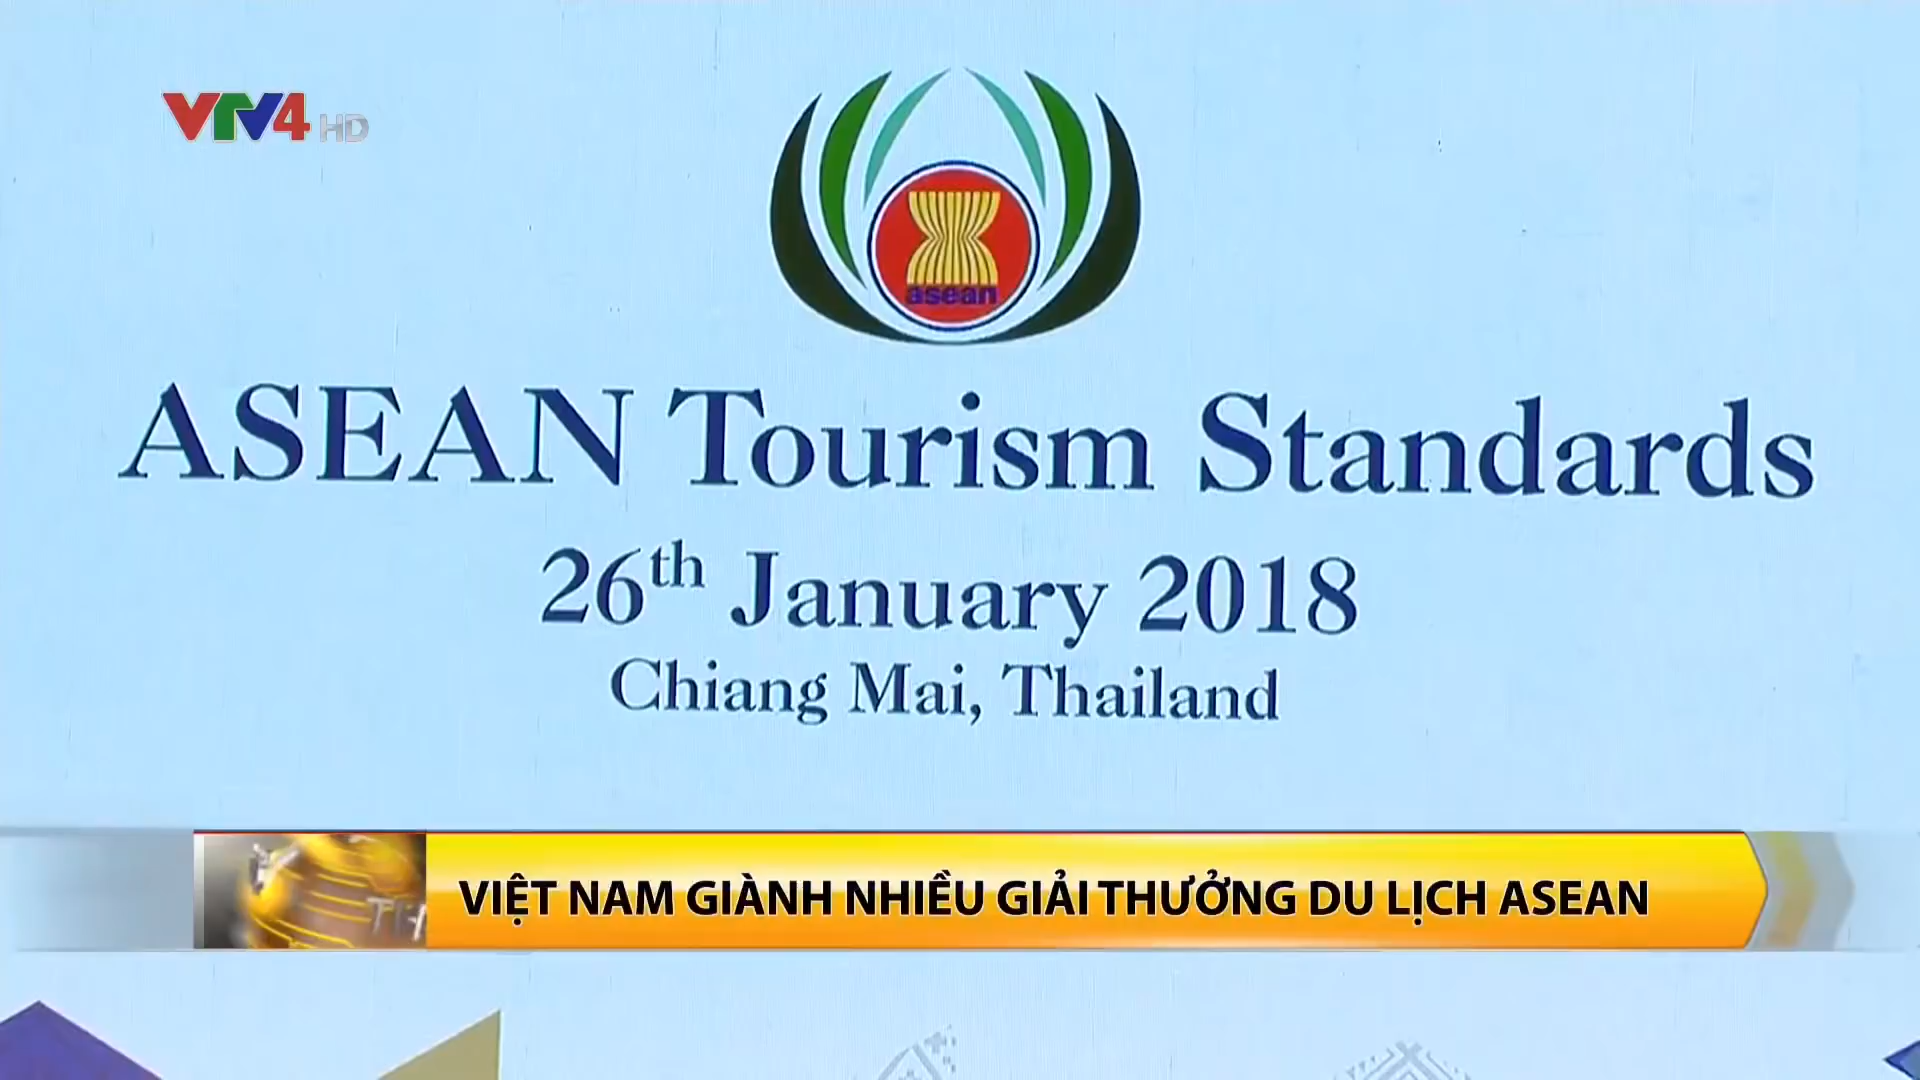 VTV4 HD
asean
ASEAN Tourism Standards
26th January 2018
Chiang Mai, Thailand
VIỆT NAM GIÀNH NHIỀU GIẢI THƯỞNG DU LỊCH ASEAN